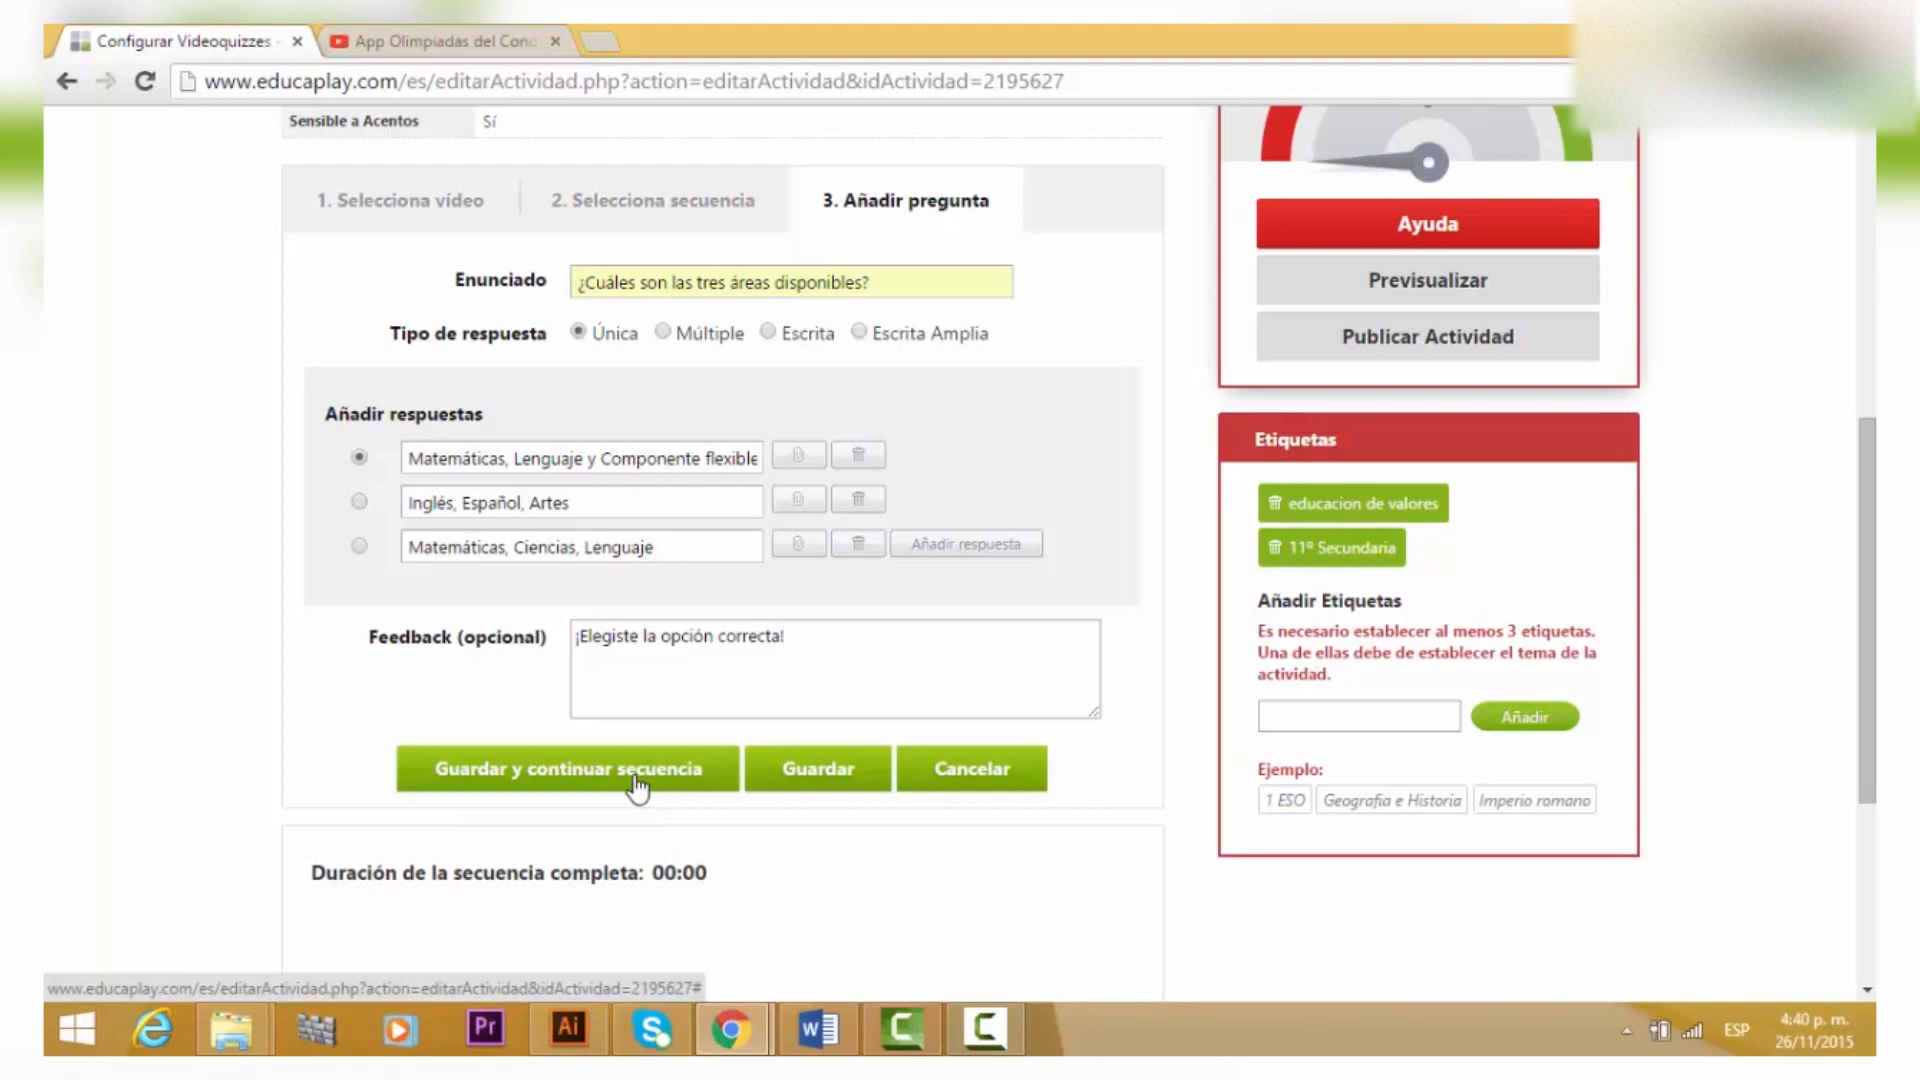 Configurar Videoquizzes -
App Olimpiadas del Cono
www.educaplay.com/es/editarActividad.php?action=editarActividad&idActividad=2195627
Sensible a Acentos Sí
1. Selecciona vídeo
2. Selecciona secuencia
3. Añadir pregunta
Enunciado ¿Cuáles son las tres áreas disponibles?
Tipo de respuesta Única Múltiple Escrita Escrita Amplia
Añadir respuestas
Matemáticas, Lenguaje y Componente flexible
Inglés, Español, Artes
Matemáticas, Ciencias, Lenguaje Añadir respuesta
Feedback (opcional) ¡Elegiste la opción correcta!
Guardar y continuar secuencia Guardar Cancelar
Duración de la secuencia completa: 00:00
Ayuda
Previsualizar
Publicar Actividad
Etiquetas
educacion de valores
11º Secundaria
Añadir Etiquetas
Es necesario establecer al menos 3 etiquetas.
Una de ellas debe de establecer el tema de la
actividad.
Añadir
Ejemplo:
1 ESO Geografia e Historia Imperio romano
www.educaplay.com/es/editarActividad.php?action=editarActividad&idActividad=2195627#
Pr
Ai
ESP
4:40 p. m.
26/11/2015